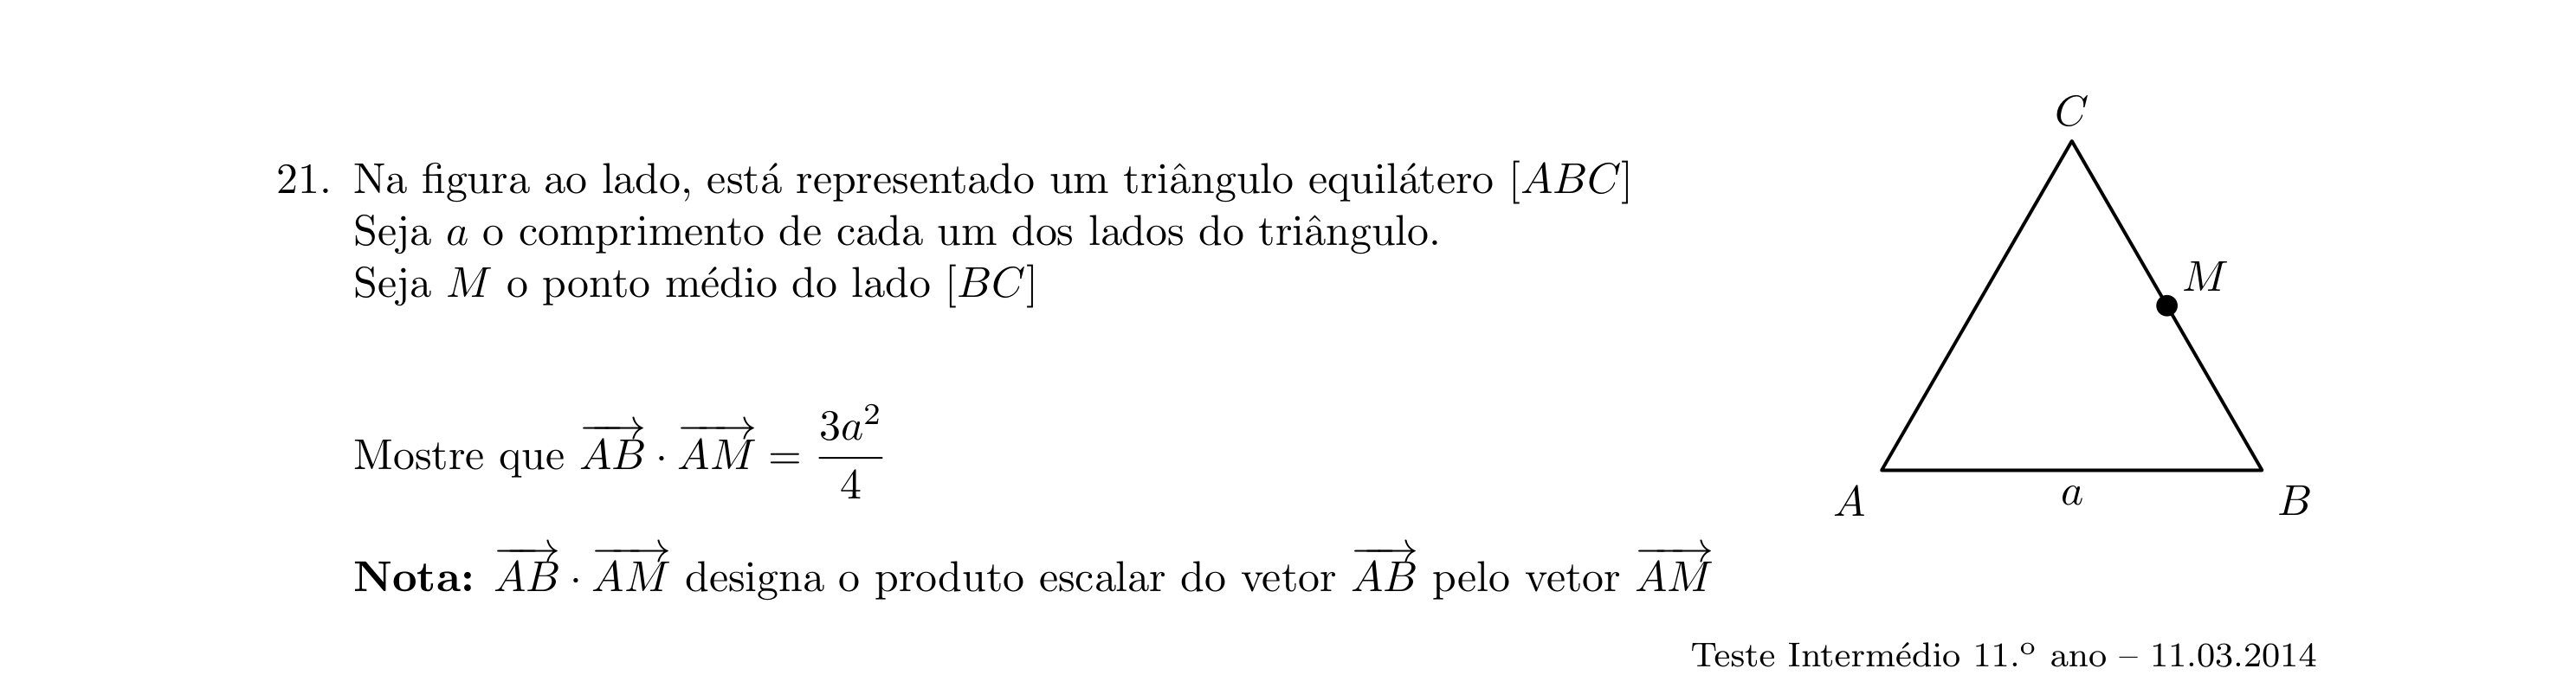 C
21. Na figura ao lado, está representado um triângulo equilátero [ABC]
Seja a o comprimento de cada um dos lados do triângulo.
Seja M o ponto médio do lado [BC]
M
Mostre que $\overrightarrow{AB} \cdot \overrightarrow{AM} = \dfrac{3a^2}{4}$
A a B
Nota: $\overrightarrow{AB} \cdot \overrightarrow{AM}$ designa o produto escalar do vetor $\overrightarrow{AB}$ pelo vetor $\overrightarrow{AM}$
Teste Intermédio 11.º ano – 11.03.2014